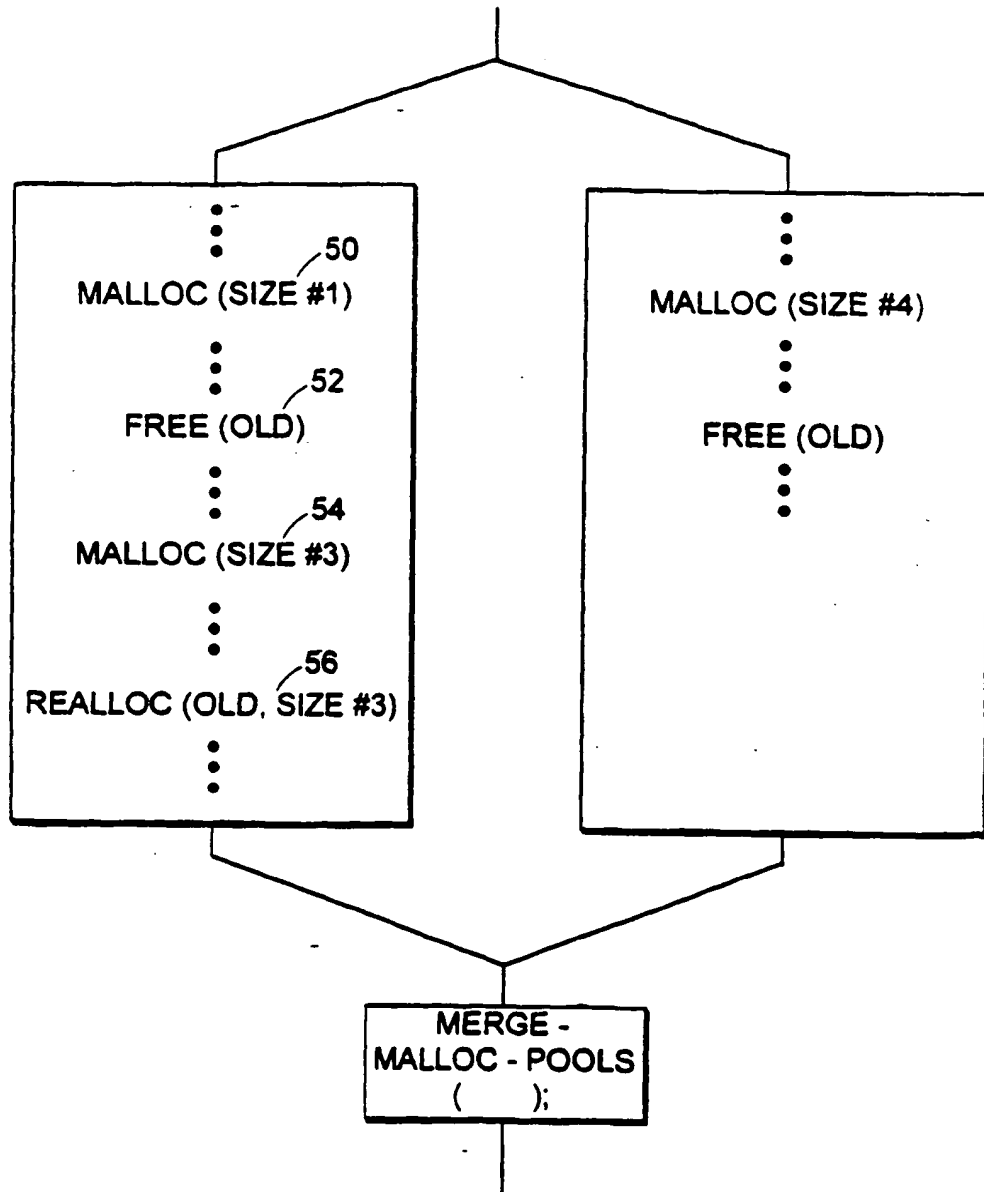 50
MALLOC (SIZE #1)
52
FREE (OLD)
54
MALLOC (SIZE #3)
56
REALLOC (OLD, SIZE #3)
MALLOC (SIZE #4)
FREE (OLD)
MERGE -
MALLOC - POOLS
( );